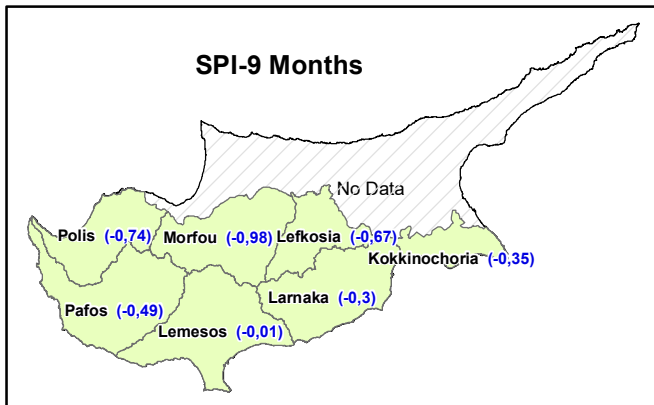 SPI-9 Months
No Data
Polis (-0,74)
Morfou (-0,98)
Lefkosia (-0,67)
Kokkinochoria (-0,35)
Pafos (-0,49)
Larnaka (-0,3)
Lemesos (-0,01)